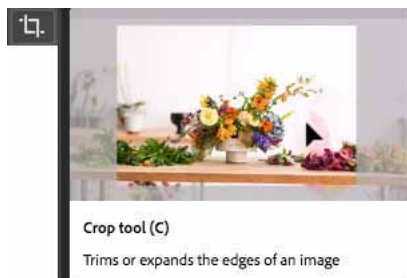 Crop tool (C)
Trims or expands the edges of an image